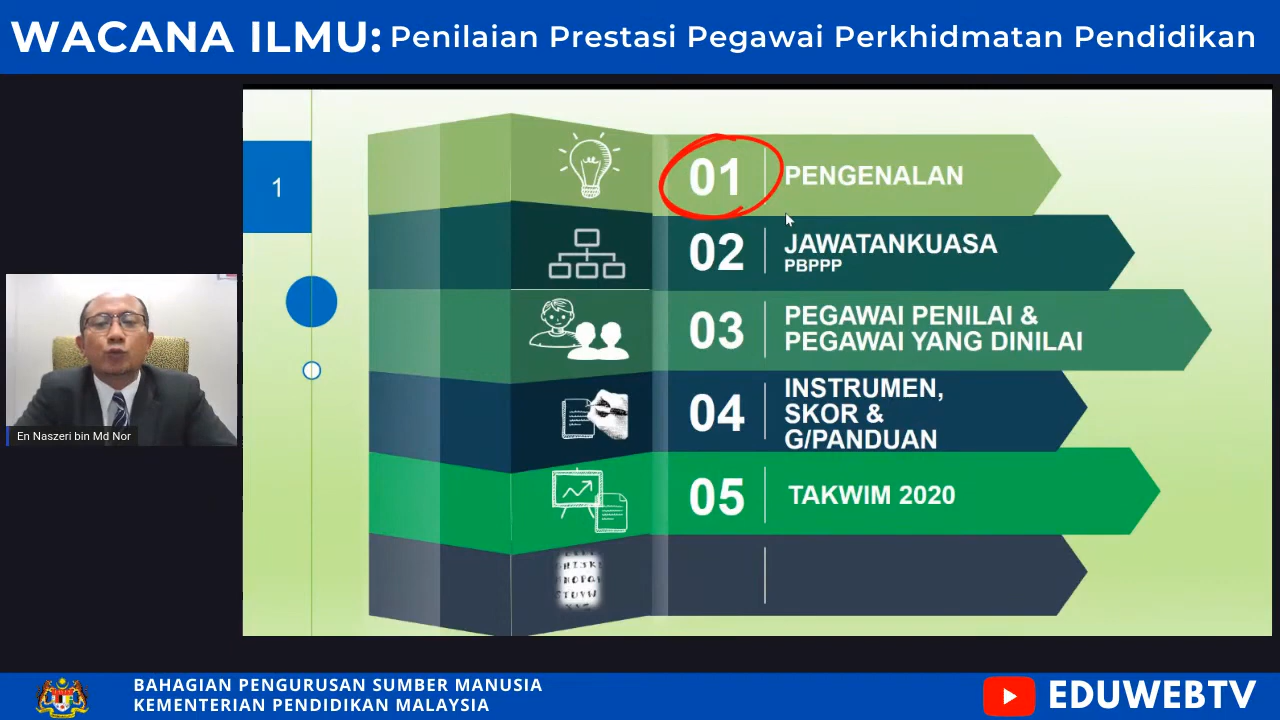 WACANA ILMU: Penilaian Prestasi Pegawai Perkhidmatan Pendidikan
1
01 PENGENALAN
02 JAWATANKUASA
PBPPP
03 PEGAWAI PENILAI &
PEGAWAI YANG DINILAI
04 INSTRUMEN,
SKOR &
G/PANDUAN
05 TAKWIM 2020
En Naszeri bin Md Nor
BAHAGIAN PENGURUSAN SUMBER MANUSIA
KEMENTERIAN PENDIDIKAN MALAYSIA
EDUWEBTV